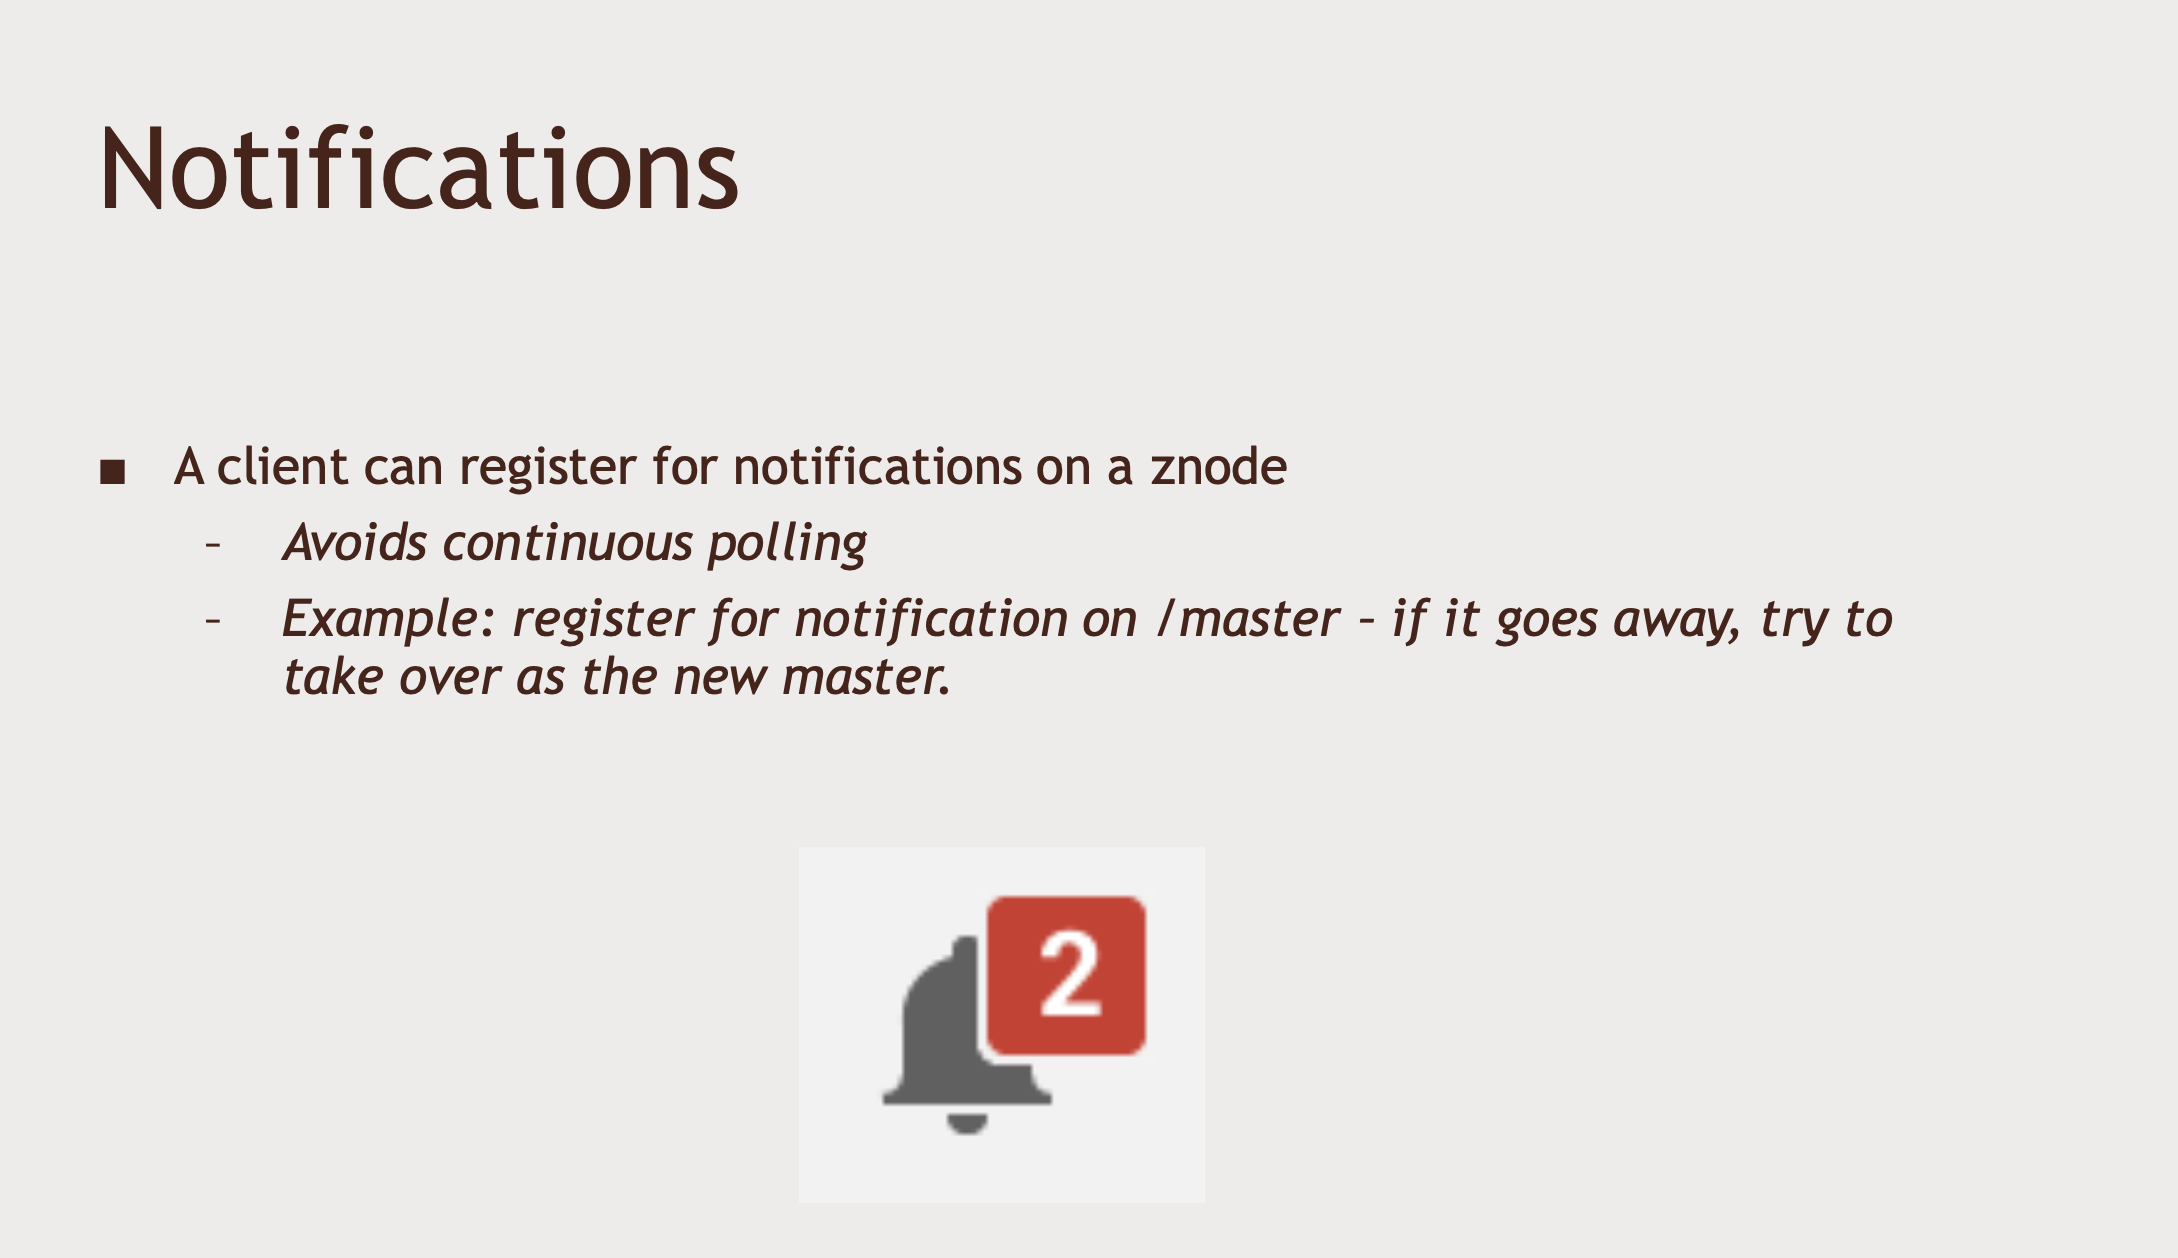 Notifications
■ A client can register for notifications on a znode
– Avoids continuous polling
– Example: register for notification on /master – if it goes away, try to
take over as the new master.
2